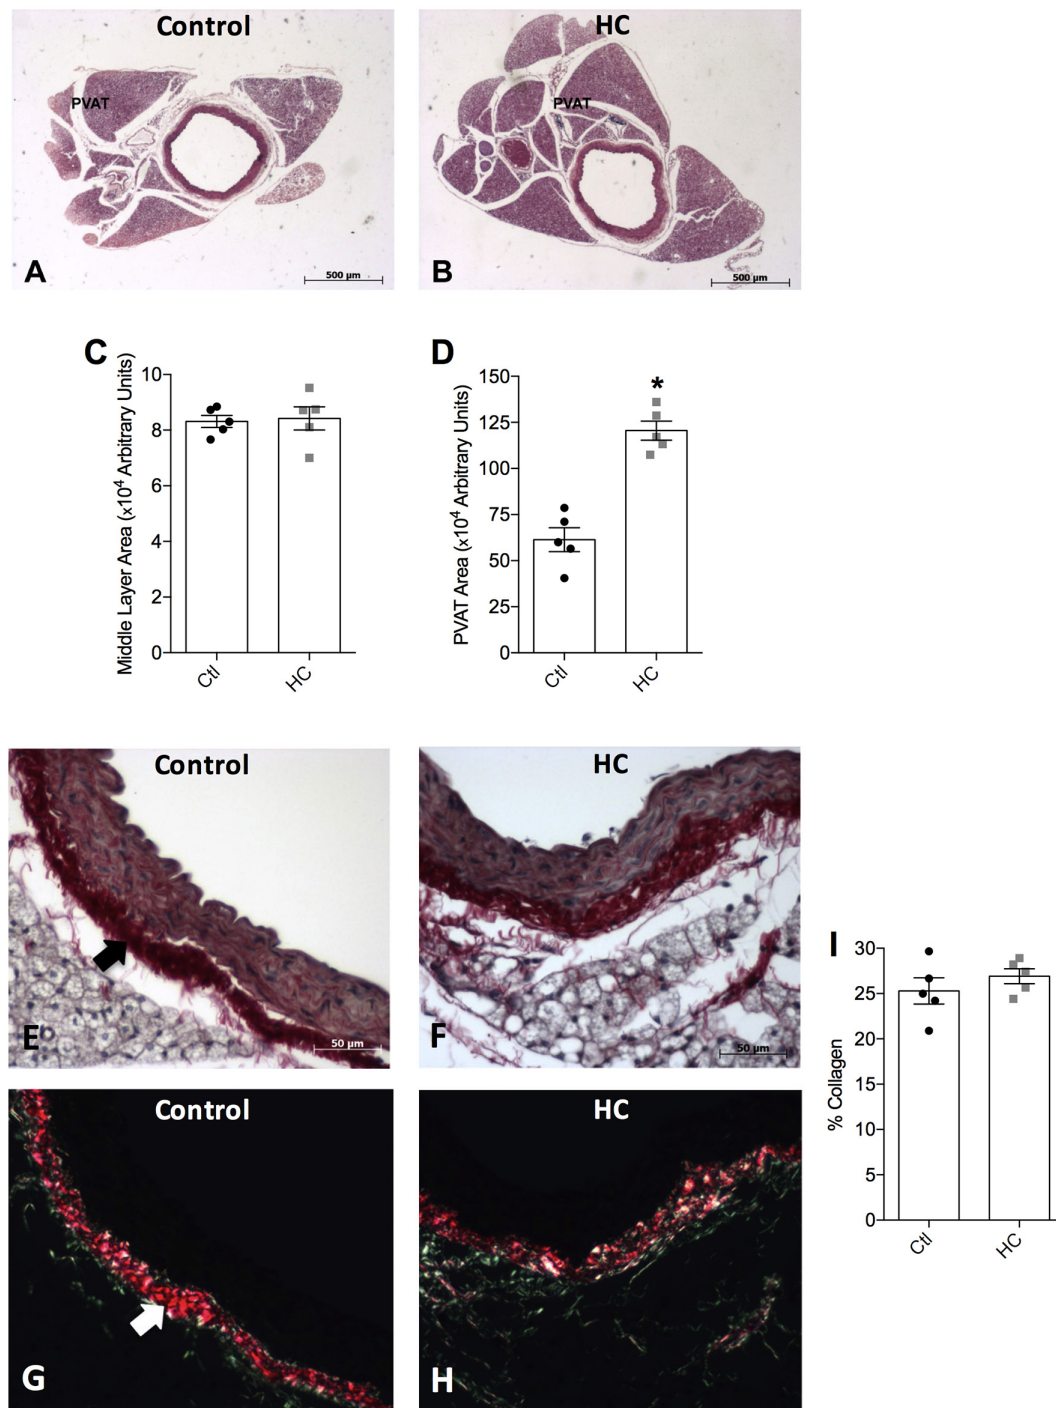 Control
PVAT
A
500 µm
HC
PVAT
B
500 µm
C
Middle Layer Area (x10⁴ Arbitrary Units)
10
8
6
4
2
0
Ctl
HC
D
PVAT Area (x10⁴ Arbitrary Units)
150
125
100
75
50
25
0
*
Ctl
HC
Control
E
50 µm
HC
F
50 µm
Control
G
HC
H
I
% Collagen
30
25
20
15
10
5
0
Ctl
HC